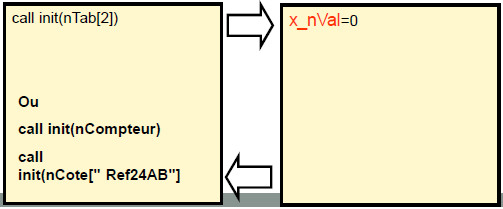 call init(nTab[2])
x_nVal=0
Ou
call init(nCompteur)
call
init(nCote[" Ref24AB"]